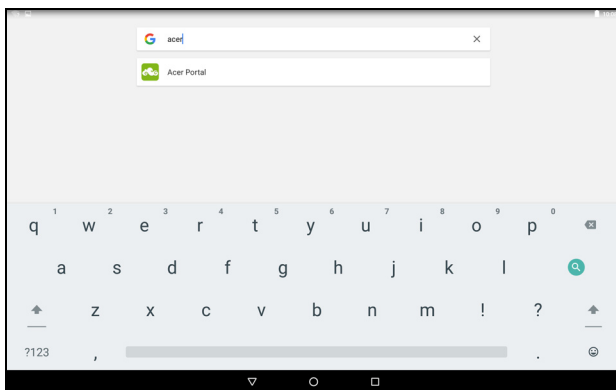 acer
Acer Portal
1 2 3 4 5 6 7 8 9 0
q w e r t y u i o p
a s d f g h j k l
z x c v b n m ! ?
?123 , .